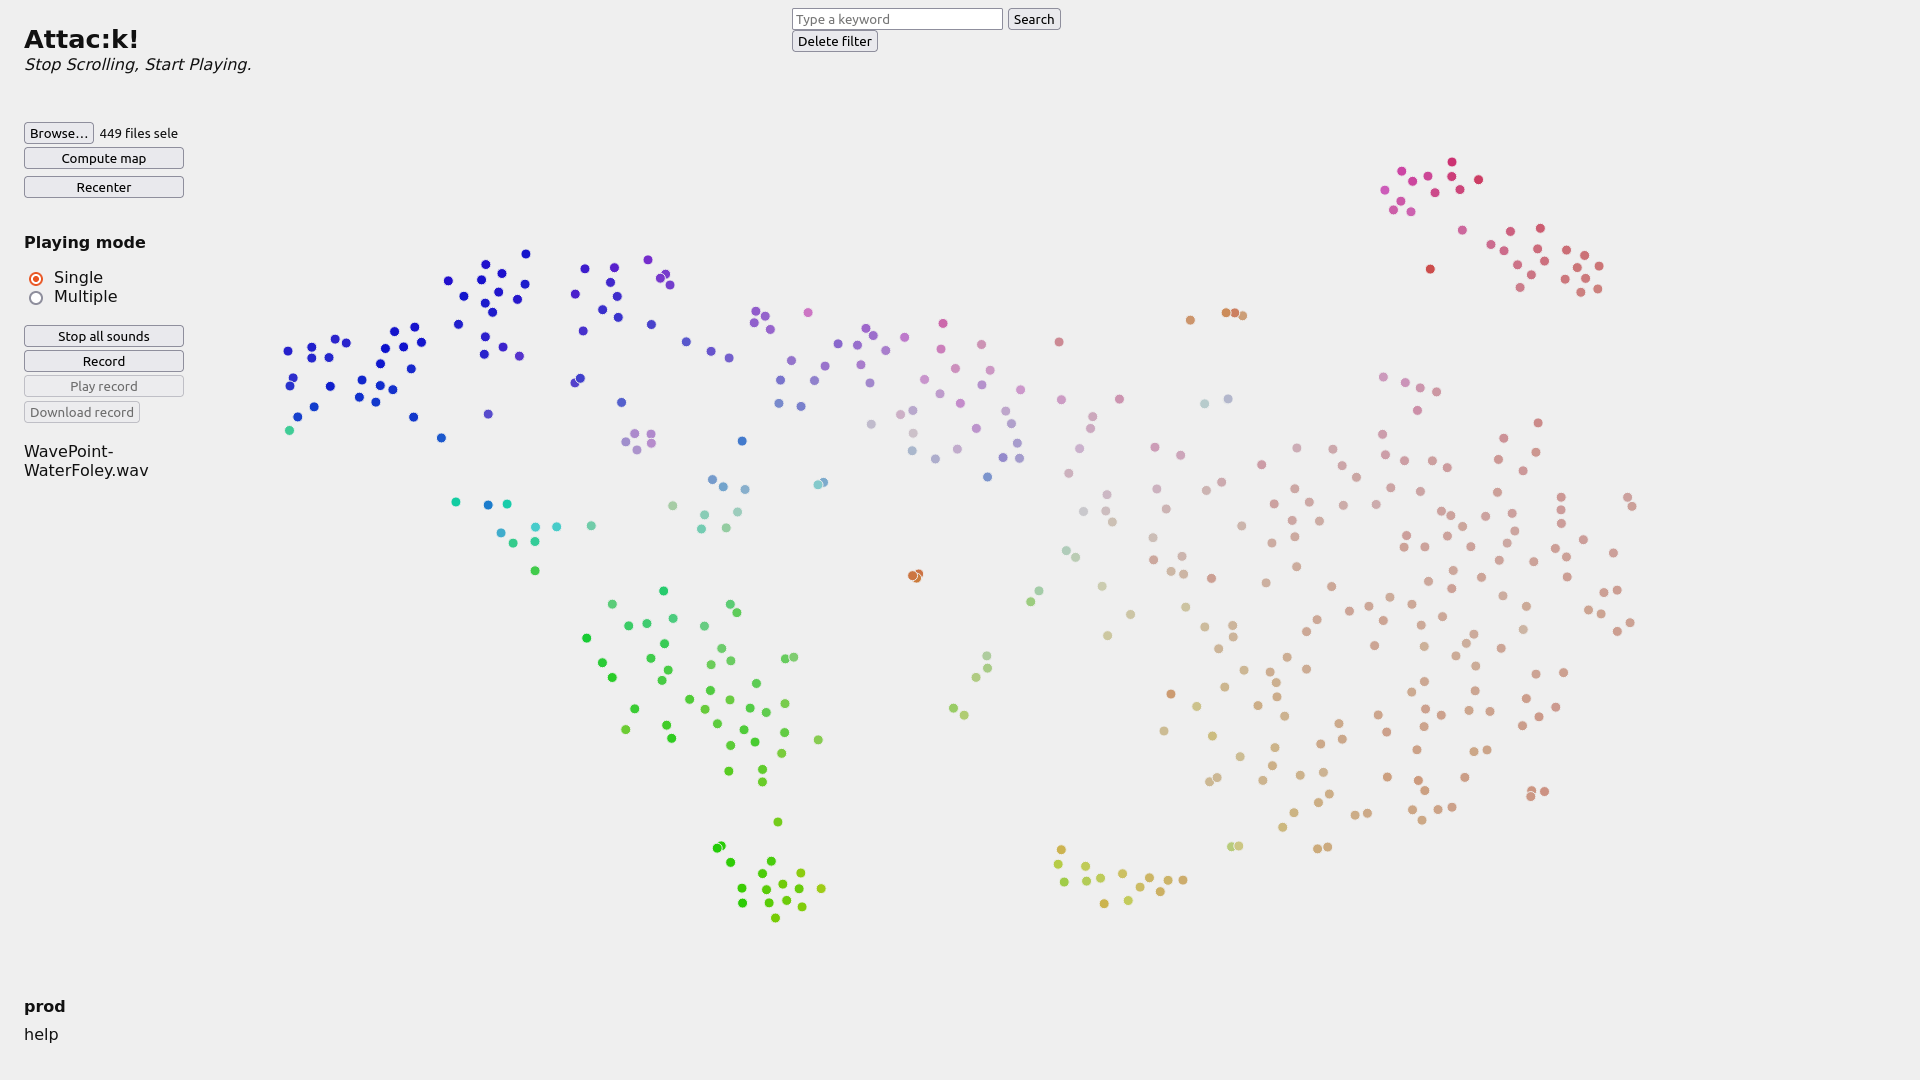 Attac:k!
Stop Scrolling, Start Playing.
Type a keyword
Search
Delete filter
Browse...
449 files sele
Compute map
Recenter
Playing mode
Single
Multiple
Stop all sounds
Record
Play record
Download record
WavePoint-
WaterFoley.wav
prod
help